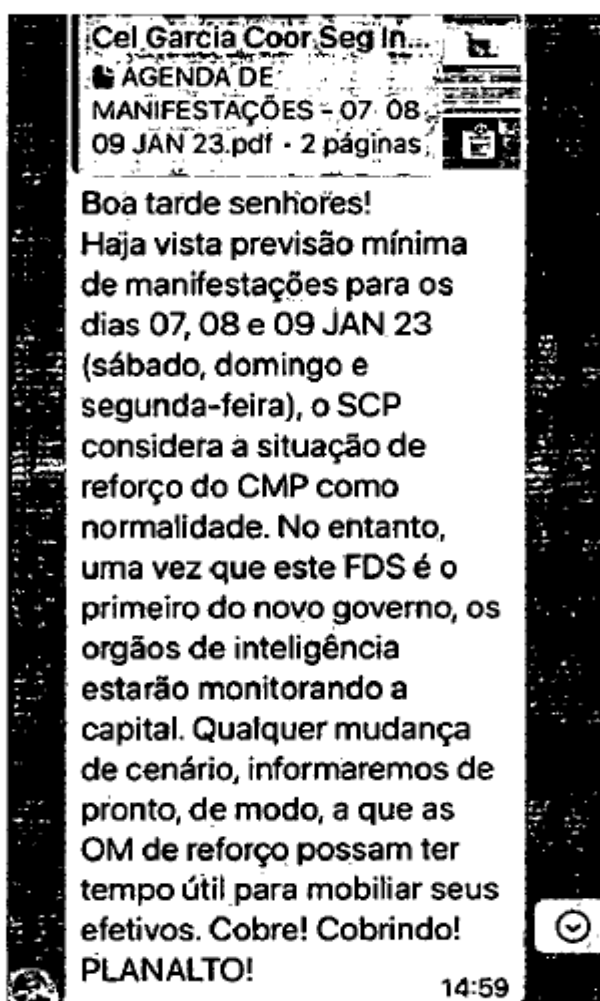 Cel Garcia Coor Seg In...
AGENDA DE
MANIFESTAÇÕES - 07 08
09 JAN 23.pdf · 2 páginas
Boa tarde senhores!
Haja vista previsão mínima
de manifestações para os
dias 07, 08 e 09 JAN 23
(sábado, domingo e
segunda-feira), o SCP
considera a situação de
reforço do CMP como
normalidade. No entanto,
uma vez que este FDS é o
primeiro do novo governo, os
orgãos de inteligência
estarão monitorando a
capital. Qualquer mudança
de cenário, informaremos de
pronto, de modo, a que as
OM de reforço possam ter
tempo útil para mobiliar seus
efetivos. Cobre! Cobrindo!
PLANALTO!
14:59